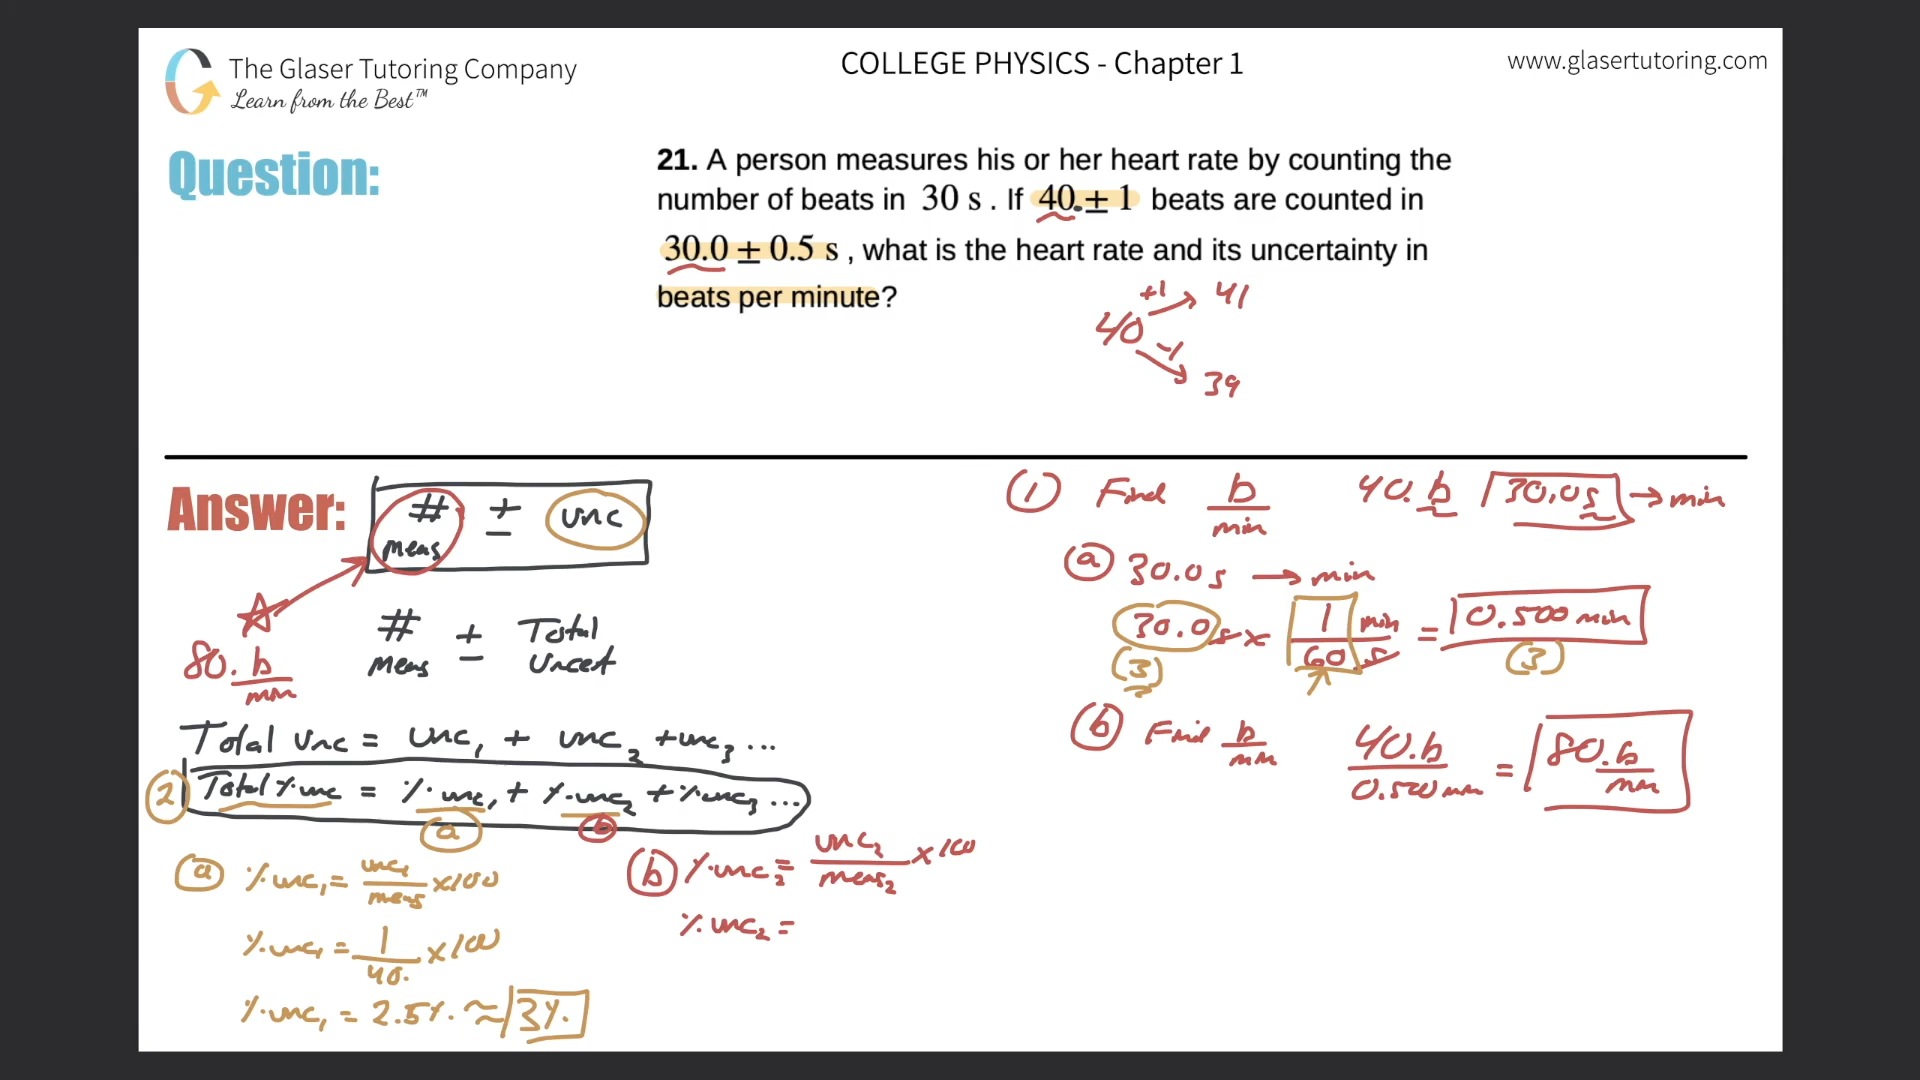 The Glaser Tutoring Company
Learn from the Best™
COLLEGE PHYSICS - Chapter 1
www.glasertutoring.com
Question:
21. A person measures his or her heart rate by counting the
number of beats in 30 s . If 40. ± 1 beats are counted in
30.0 ± 0.5 s , what is the heart rate and its uncertainty in
beats per minute?
+1 41
40
-1
39
Answer:
# ± unc
meas
# ± Total
meas Uncert
80. b
min
Total Unc = unc₁ + unc₂ + unc₃ ...
2 Total %unc = %unc₁ + %unc₂ + %unc₃ ...
a b
a %unc₁ = unc₁ / meas x100
%unc₁ = 1 / 40. x100
%unc₁ = 2.5% ≈ 3%
b %unc₂ = unc₂ / meas₂ x100
%unc₂ =
1 Find b / min 40. b 30.0s → min
a 30.0s → min
30.0s x 1 min / 60 s = 0.500 min
(3) (3)
b Find b / min 40. b / 0.500 min = 80. b / min